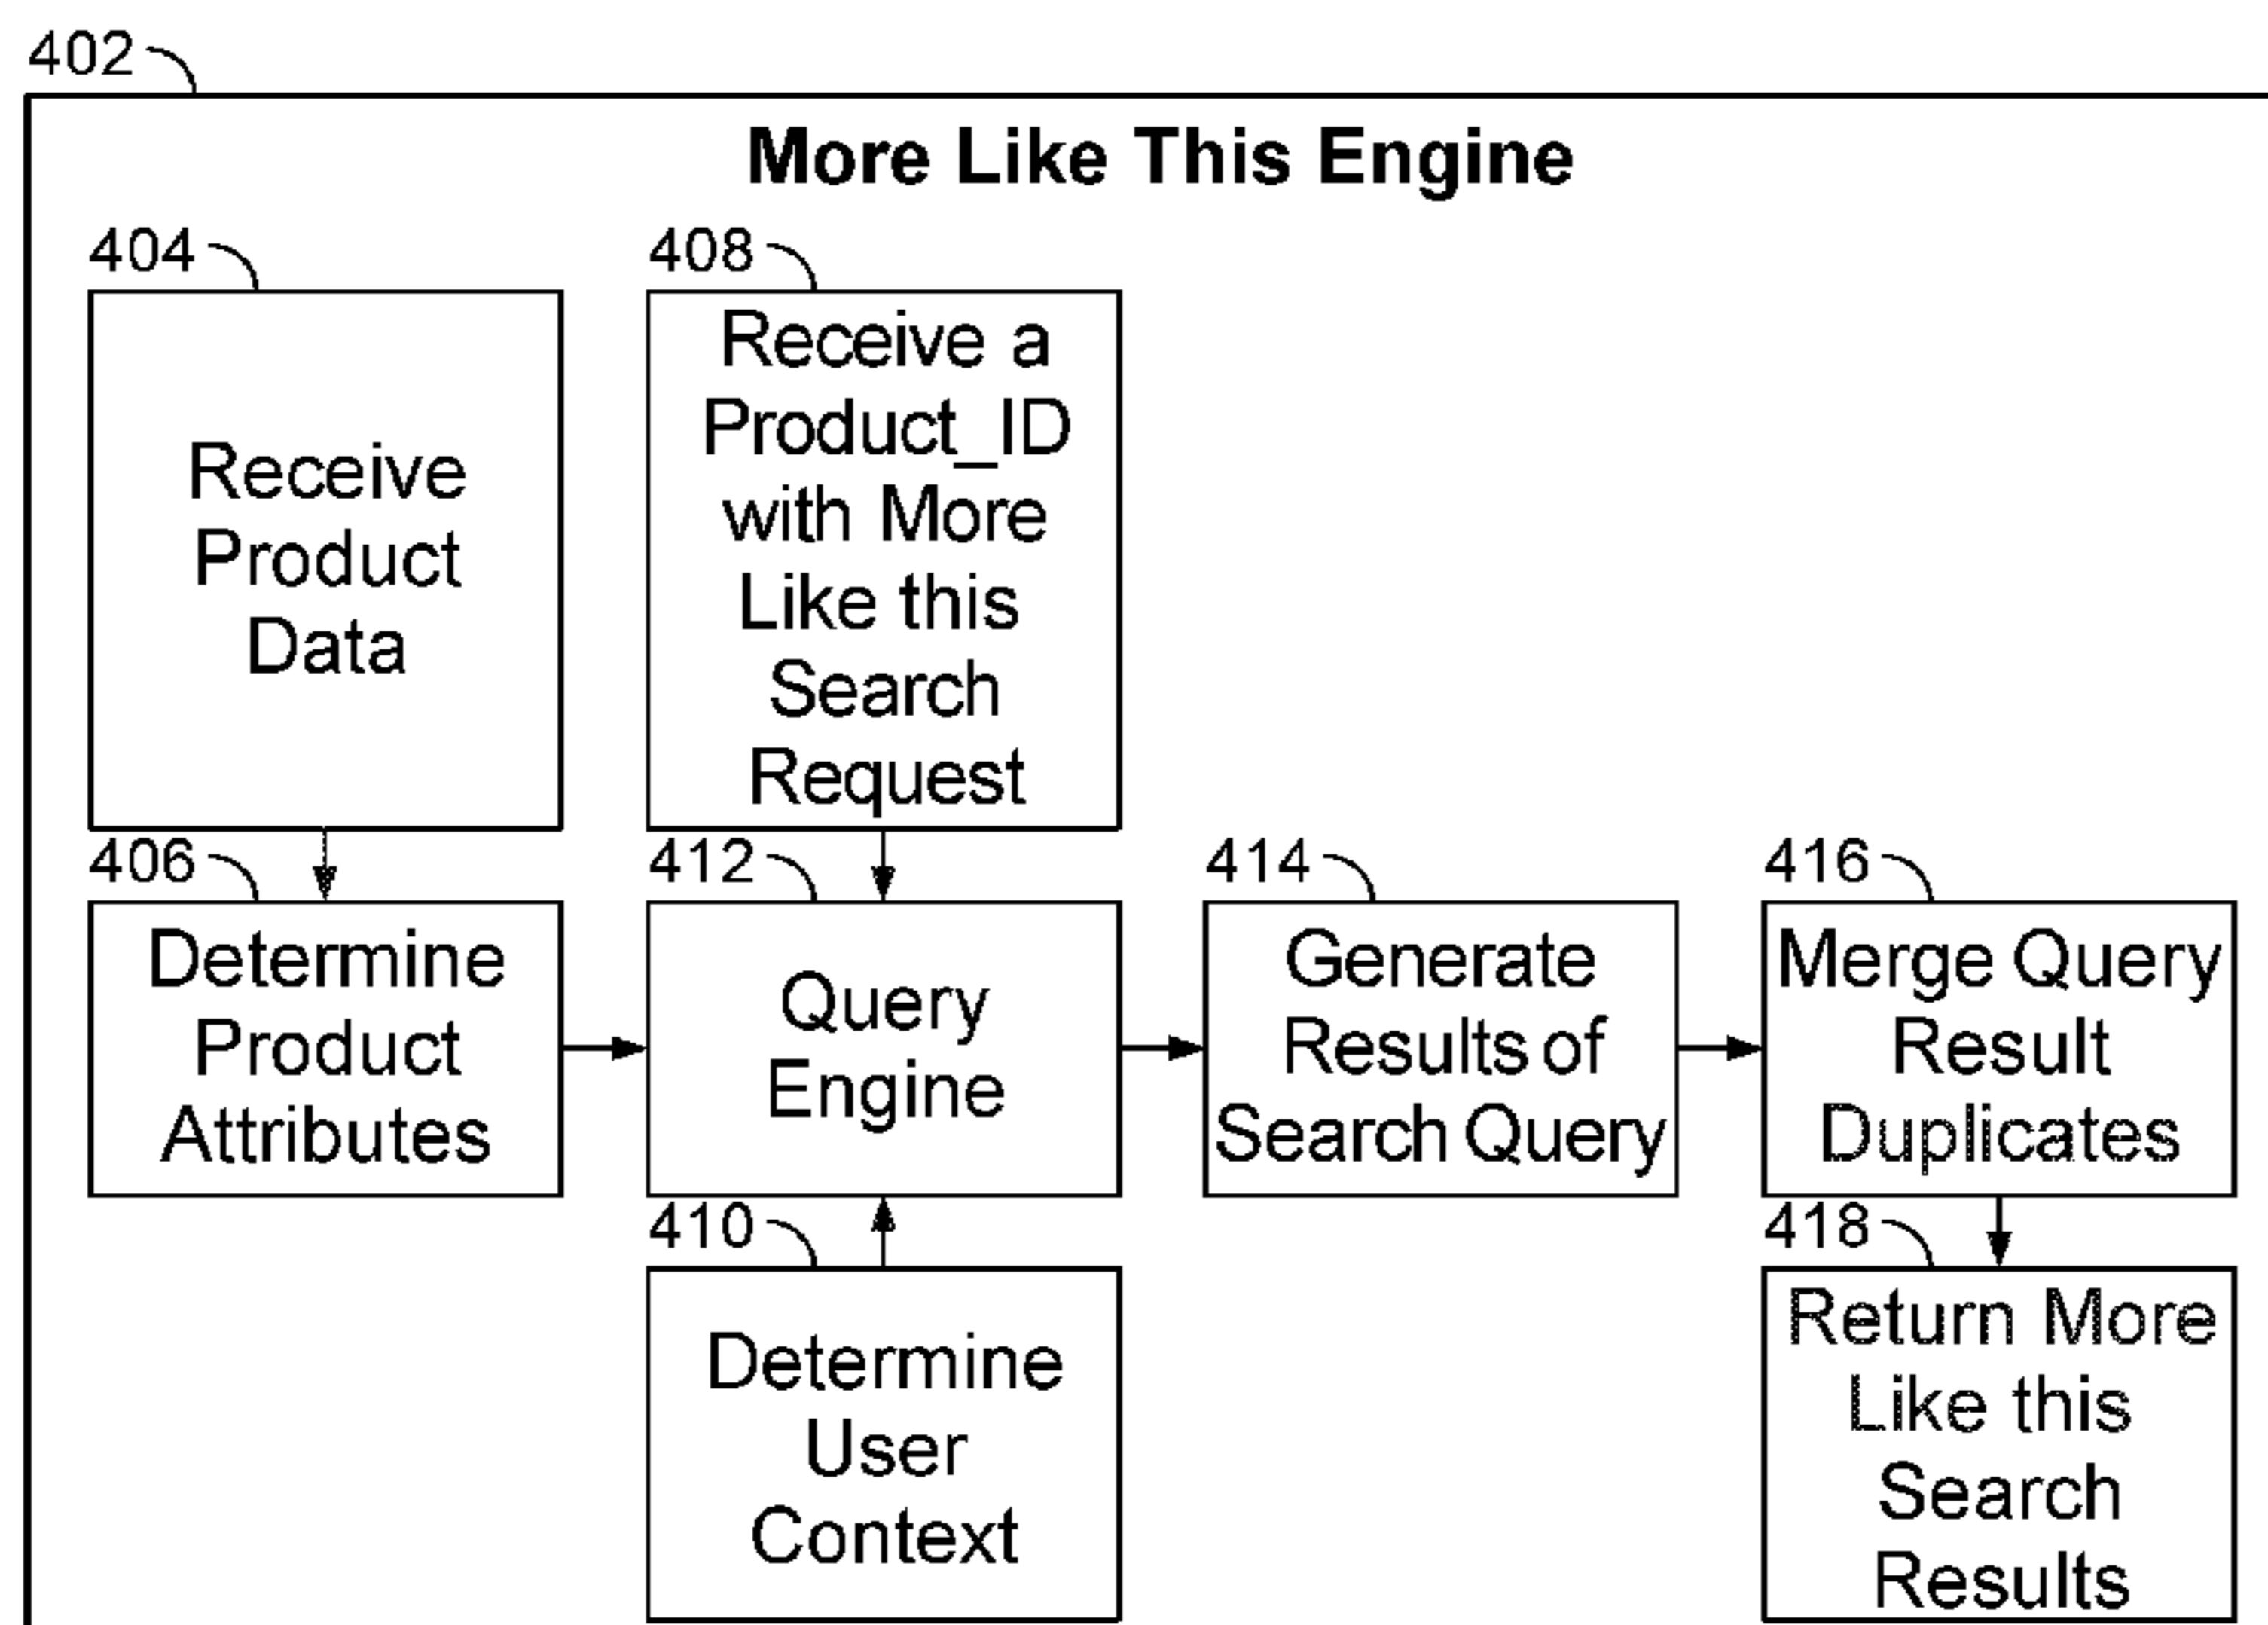 402
More Like This Engine
404
Receive
Product
Data
408
Receive a
Product_ID
with More
Like this
Search
Request
406
Determine
Product
Attributes
412
Query
Engine
414
Generate
Results of
Search Query
416
Merge Query
Result
Duplicates
410
Determine
User
Context
418
Return More
Like this
Search
Results